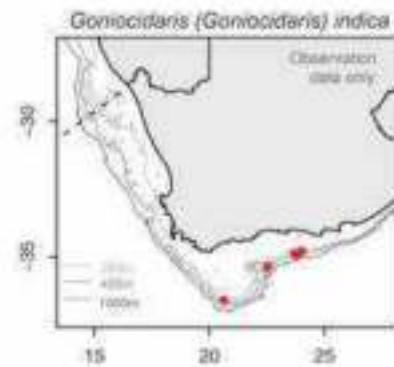 Goniocidaris (Goniocidaris) indica
Observation
data only
-30
-35
1000m
15
20
25